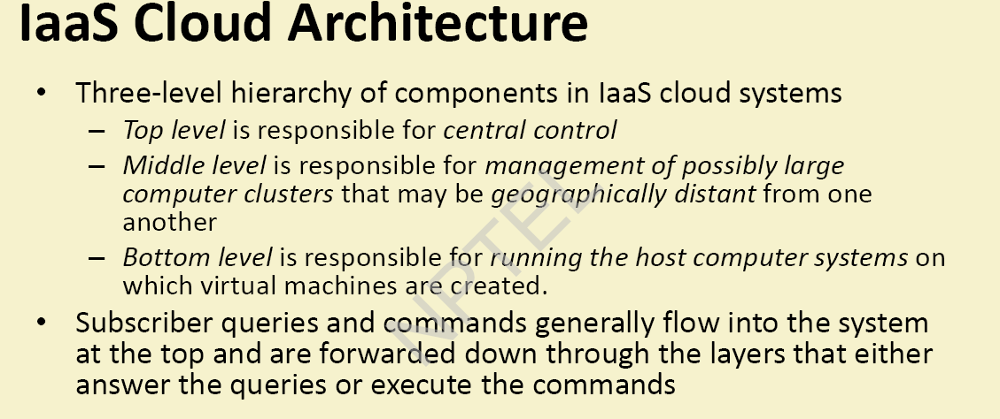 IaaS Cloud Architecture
• Three-level hierarchy of components in IaaS cloud systems
– Top level is responsible for central control
– Middle level is responsible for management of possibly large
computer clusters that may be geographically distant from one
another
– Bottom level is responsible for running the host computer systems on
which virtual machines are created.
• Subscriber queries and commands generally flow into the system
at the top and are forwarded down through the layers that either
answer the queries or execute the commands
NPTEL